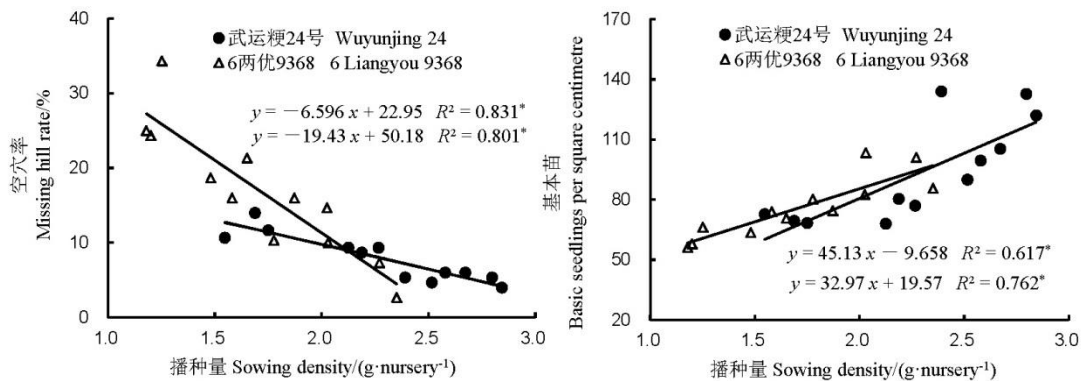 40
30
20
10
0
空穴率
Missing hill rate/%
●武运粳24号 Wuyunjing 24
△6两优9368 6 Liangyou 9368
y = －6.596 x + 22.95 R² = 0.831*
y = －19.43 x + 50.18 R² = 0.801*
1.0 1.5 2.0 2.5 3.0
播种量 Sowing density/(g·nursery⁻¹)
170
140
110
80
50
20
基本苗
Basic seedlings per square centimetre
●武运粳24号 Wuyunjing 24
△6两优9368 6 Liangyou 9368
y = 45.13 x － 9.658 R² = 0.617*
y = 32.97 x + 19.57 R² = 0.762*
1.0 1.5 2.0 2.5 3.0
播种量 Sowing density/(g·nursery⁻¹)